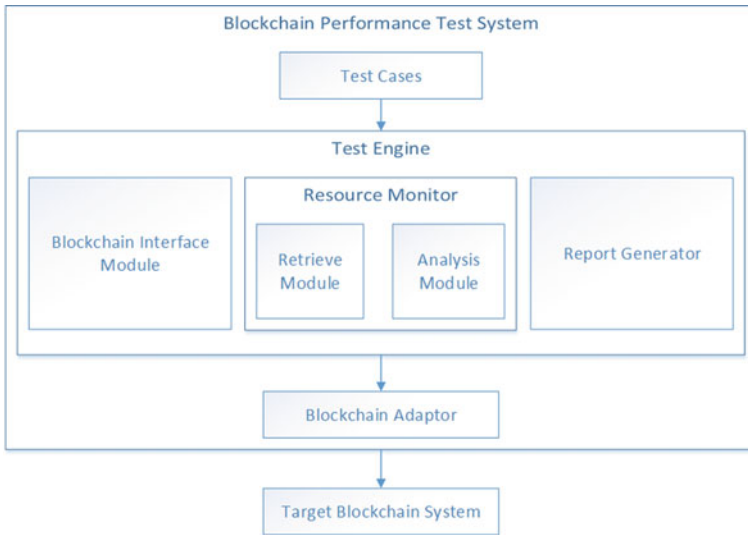 Blockchain Performance Test System
Test Cases
Test Engine
Blockchain Interface
Module
Resource Monitor
Retrieve
Module
Analysis
Module
Report Generator
Blockchain Adaptor
Target Blockchain System